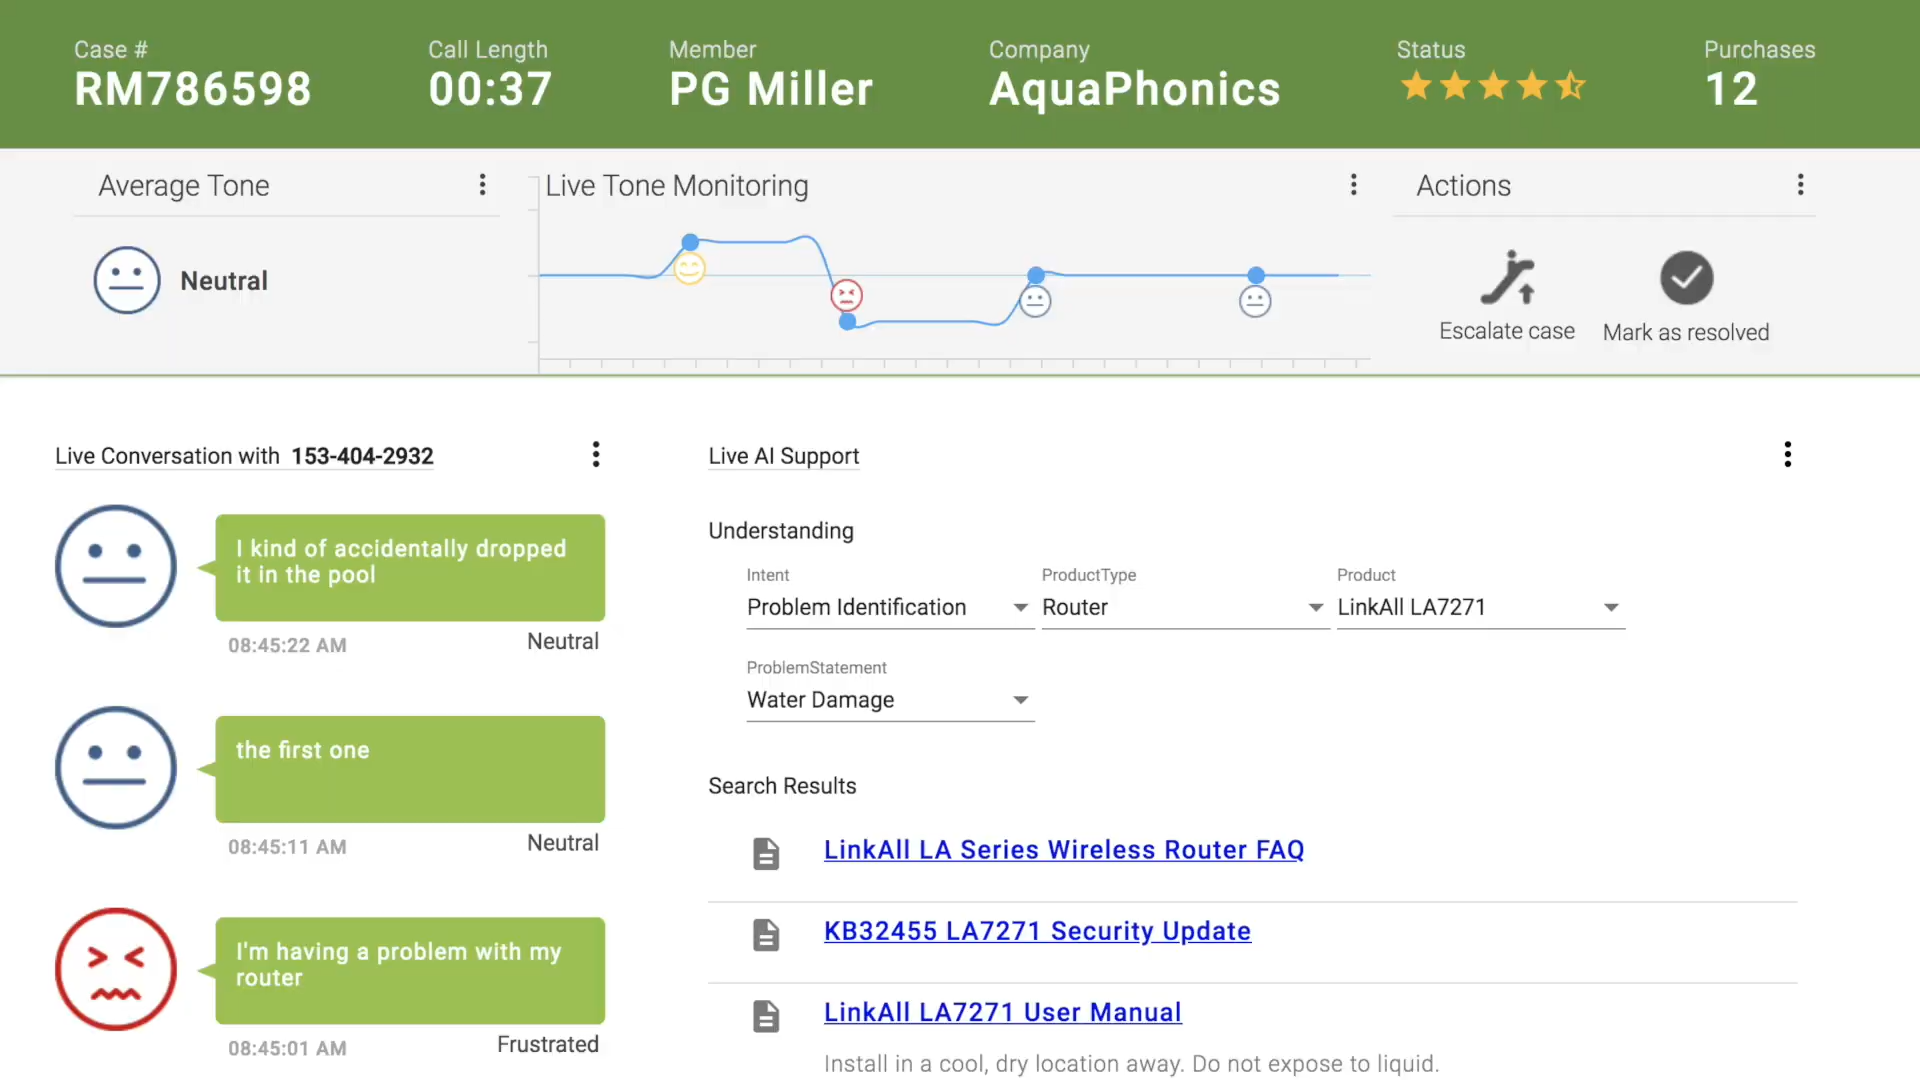 Case #
RM786598
Call Length
00:37
Member
PG Miller
Company
AquaPhonics
Status
Purchases
12
Average Tone
Neutral
Live Tone Monitoring
Actions
Escalate case
Mark as resolved
Live Conversation with 153-404-2932
I kind of accidentally dropped
it in the pool
08:45:22 AM
Neutral
the first one
08:45:11 AM
Neutral
I'm having a problem with my
router
08:45:01 AM
Frustrated
Live AI Support
Understanding
Intent
Problem Identification
ProductType
Router
Product
LinkAll LA7271
ProblemStatement
Water Damage
Search Results
LinkAll LA Series Wireless Router FAQ
KB32455 LA7271 Security Update
LinkAll LA7271 User Manual
Install in a cool, dry location away. Do not expose to liquid.